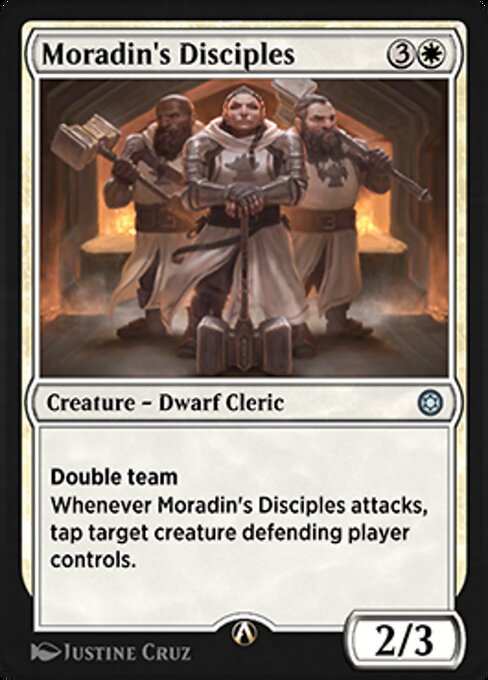 Moradin's Disciples 3
Creature – Dwarf Cleric
Double team
Whenever Moradin's Disciples attacks,
tap target creature defending player
controls.
2/3
Justine Cruz